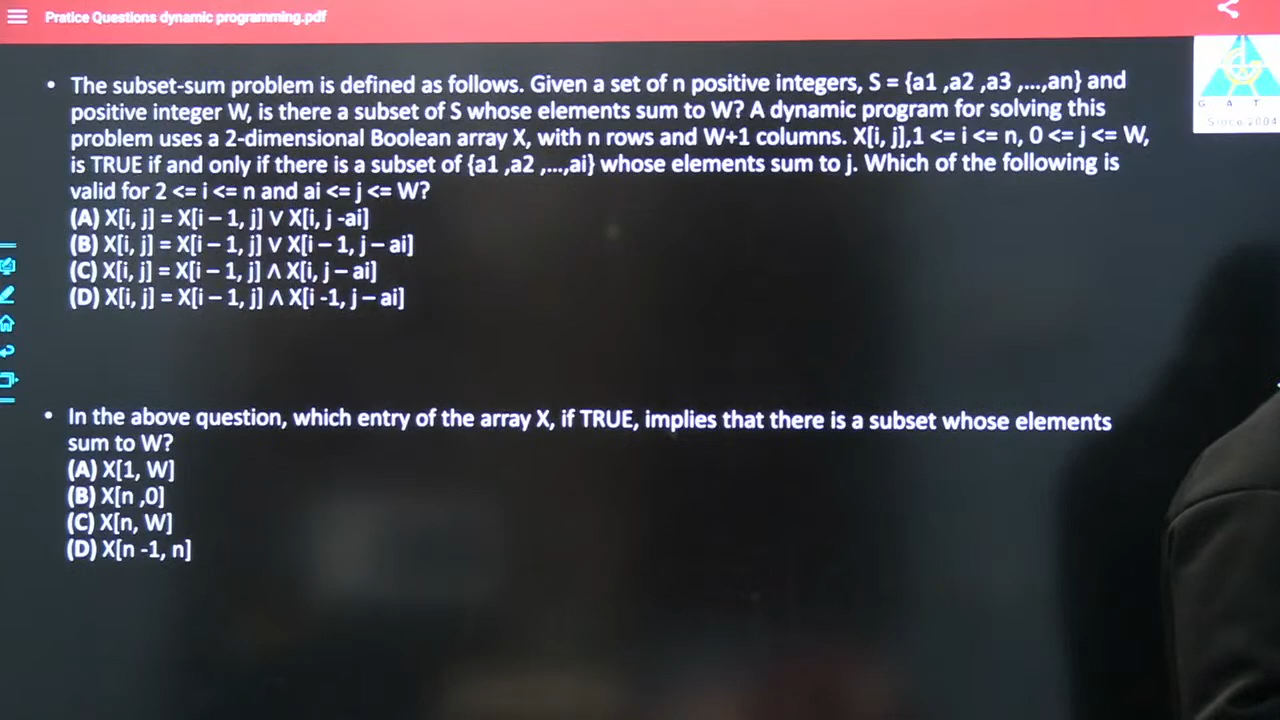 Pratice Questions dynamic programming.pdf
• The subset-sum problem is defined as follows. Given a set of n positive integers, S = {a1 ,a2 ,a3 ,...,an} and
positive integer W, is there a subset of S whose elements sum to W? A dynamic program for solving this
problem uses a 2-dimensional Boolean array X, with n rows and W+1 columns. X[i, j],1 <= i <= n, 0 <= j <= W,
is TRUE if and only if there is a subset of {a1 ,a2 ,...,ai} whose elements sum to j. Which of the following is
valid for 2 <= i <= n and ai <= j <= W?
(A) X[i, j] = X[i – 1, j] V X[i, j -ai]
(B) X[i, j] = X[i – 1, j] V X[i – 1, j – ai]
(C) X[i, j] = X[i – 1, j] ∧ X[i, j – ai]
(D) X[i, j] = X[i – 1, j] ∧ X[i -1, j – ai]
• In the above question, which entry of the array X, if TRUE, implies that there is a subset whose elements
sum to W?
(A) X[1, W]
(B) X[n ,0]
(C) X[n, W]
(D) X[n -1, n]
G A T
Since 2004